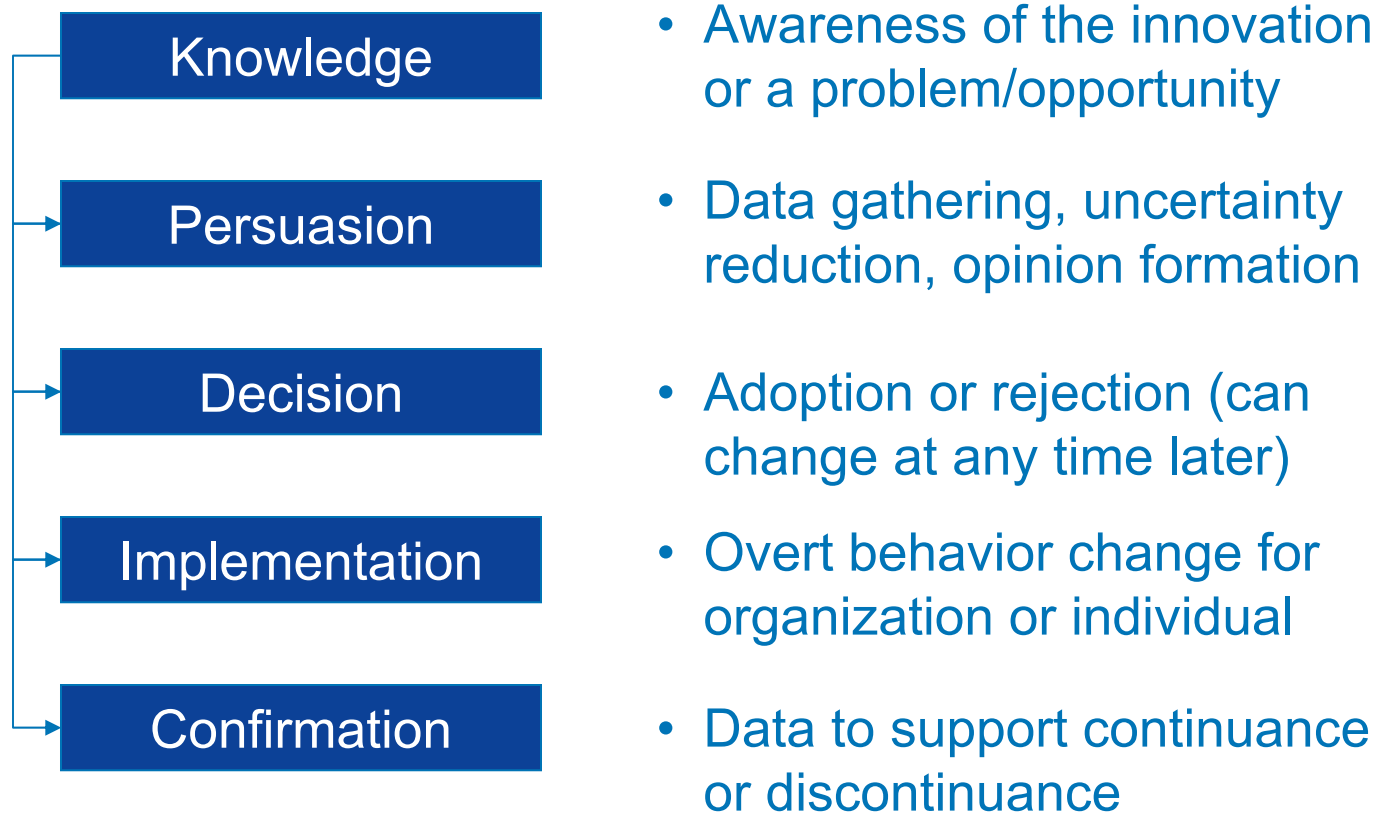 Knowledge
• Awareness of the innovation
or a problem/opportunity
Persuasion
• Data gathering, uncertainty
reduction, opinion formation
Decision
• Adoption or rejection (can
change at any time later)
Implementation
• Overt behavior change for
organization or individual
Confirmation
• Data to support continuance
or discontinuance